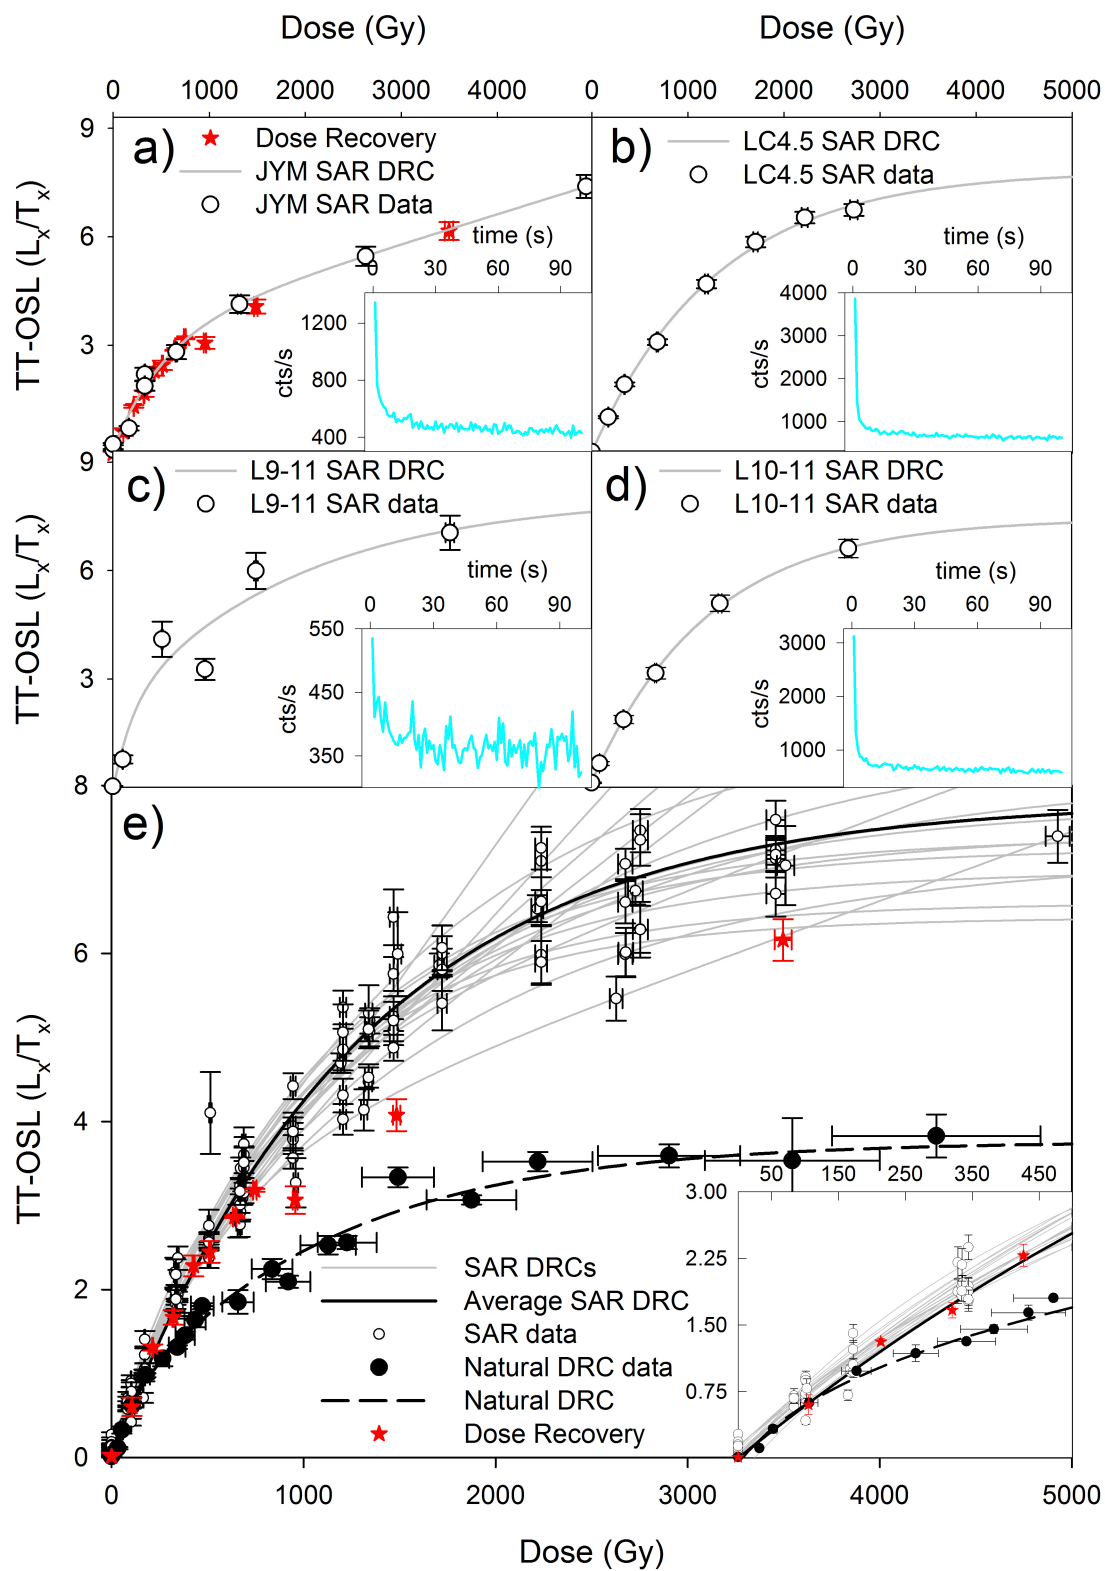 Dose (Gy) Dose (Gy)
0 1000 2000 3000 4000 0 1000 2000 3000 4000 5000
9
a) Dose Recovery
JYM SAR DRC
JYM SAR Data
b) LC4.5 SAR DRC
LC4.5 SAR data
TT-OSL (Lx/Tx)
6
3
time (s)
0 30 60 90
1200
800
400
cts/s
time (s)
0 30 60 90
4000
3000
2000
1000
cts/s
9
c) L9-11 SAR DRC
L9-11 SAR data
d) L10-11 SAR DRC
L10-11 SAR data
TT-OSL (Lx/Tx)
6
3
time (s)
0 30 60 90
550
450
350
cts/s
time (s)
0 30 60 90
3000
2000
1000
cts/s
8
e)
6
4
2
0
TT-OSL (Lx/Tx)
50 150 250 350 450
3.00
2.25
1.50
0.75
SAR DRCs
Average SAR DRC
SAR data
Natural DRC data
Natural DRC
Dose Recovery
0 1000 2000 3000 4000 5000
Dose (Gy)